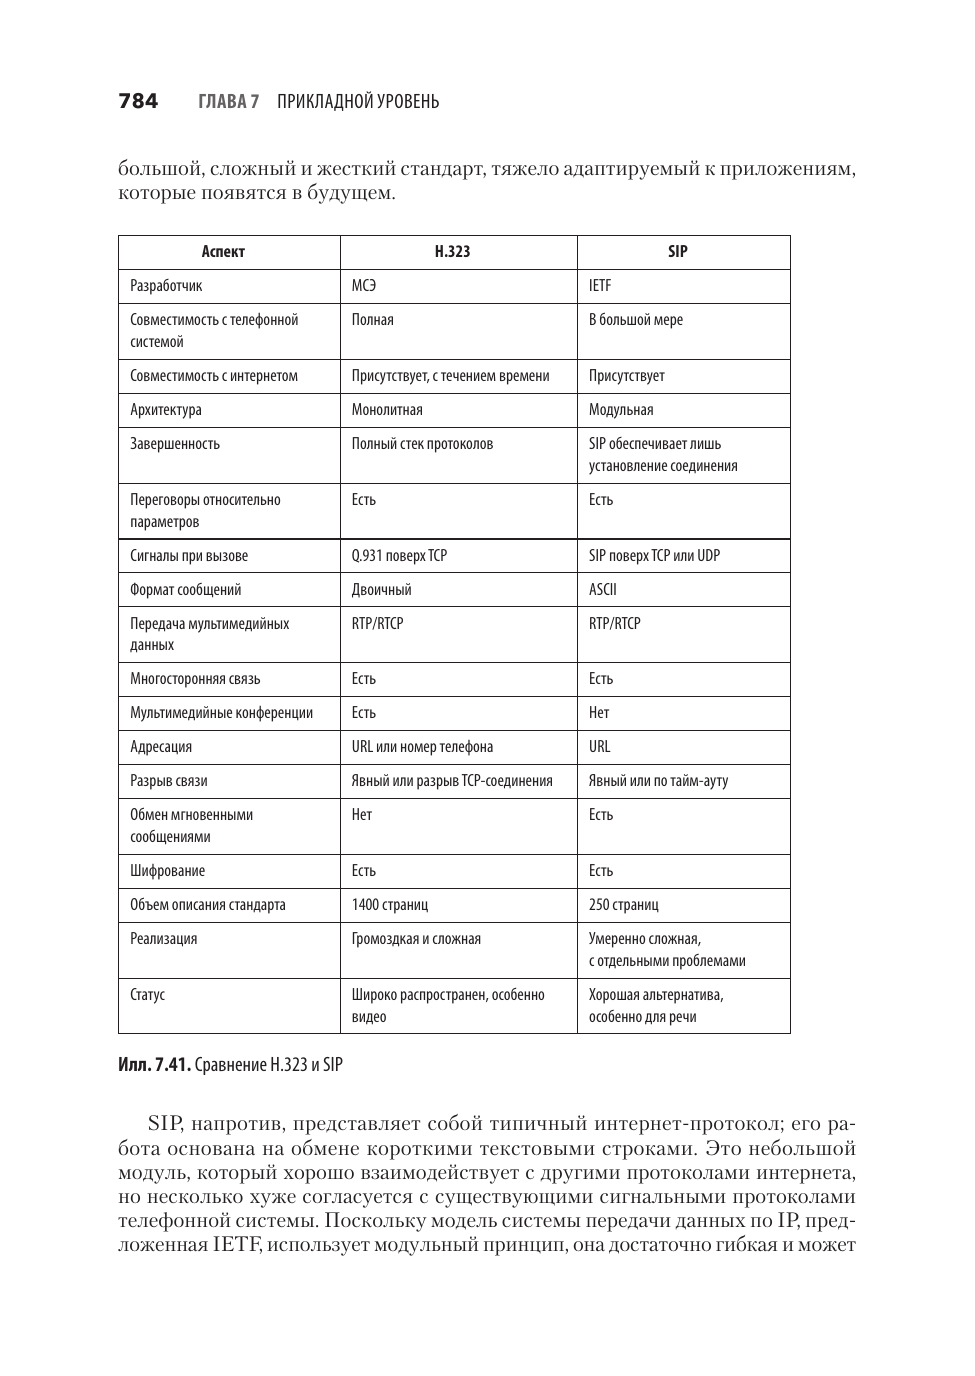 784 ГЛАВА 7 ПРИКЛАДНОЙ УРОВЕНЬ
большой, сложный и жесткий стандарт, тяжело адаптируемый к приложениям,
которые появятся в будущем.
Аспект H.323 SIP
Разработчик МСЭ IETF
Совместимость с телефонной Полная В большой мере
системой
Совместимость с интернетом Присутствует, с течением времени Присутствует
Архитектура Монолитная Модульная
Завершенность Полный стек протоколов SIP обеспечивает лишь
установление соединения
Переговоры относительно Есть Есть
параметров
Сигналы при вызове Q.931 поверх TCP SIP поверх TCP или UDP
Формат сообщений Двоичный ASCII
Передача мультимедийных RTP/RTCP RTP/RTCP
данных
Многосторонняя связь Есть Есть
Мультимедийные конференции Есть Нет
Адресация URL или номер телефона URL
Разрыв связи Явный или разрыв TCP-соединения Явный или по тайм-ауту
Обмен мгновенными Нет Есть
сообщениями
Шифрование Есть Есть
Объем описания стандарта 1400 страниц 250 страниц
Реализация Громоздкая и сложная Умеренно сложная,
с отдельными проблемами
Статус Широко распространен, особенно Хорошая альтернатива,
видео особенно для речи
Илл. 7.41. Сравнение H.323 и SIP
SIP, напротив, представляет собой типичный интернет-протокол; его ра-
бота основана на обмене короткими текстовыми строками. Это небольшой
модуль, который хорошо взаимодействует с другими протоколами интернета,
но несколько хуже согласуется с существующими сигнальными протоколами
телефонной системы. Поскольку модель системы передачи данных по IP, пред-
ложенная IETF, использует модульный принцип, она достаточно гибкая и может